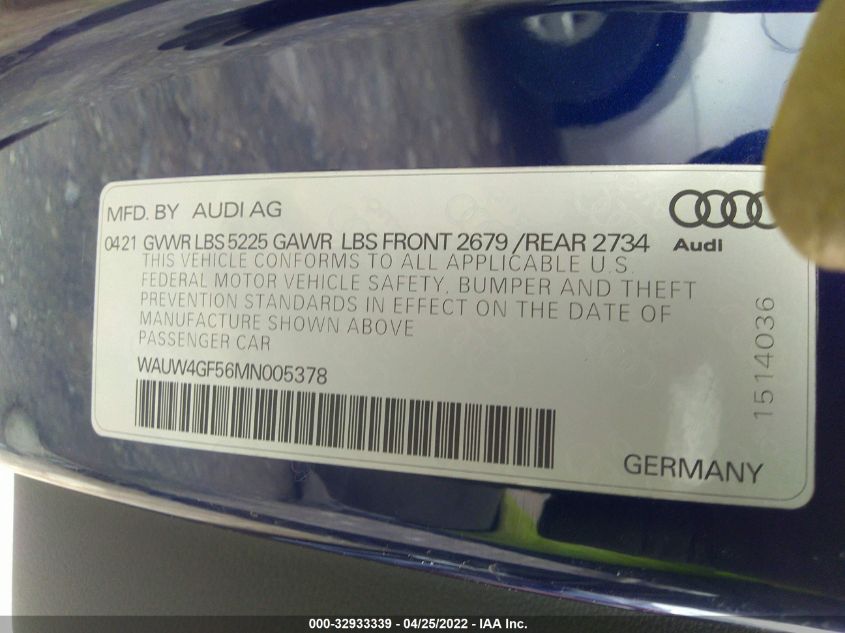 MFD. BY AUDI AG
0421 GVWR LBS 5225 GAWR LBS FRONT 2679 /REAR 2734
Audi
THIS VEHICLE CONFORMS TO ALL APPLICABLE U.S.
FEDERAL MOTOR VEHICLE SAFETY, BUMPER AND THEFT
PREVENTION STANDARDS IN EFFECT ON THE DATE OF
MANUFACTURE SHOWN ABOVE
PASSENGER CAR
WAUW4GF56MN005378
1514036
GERMANY
000-32933339 - 04/25/2022 - IAA Inc.